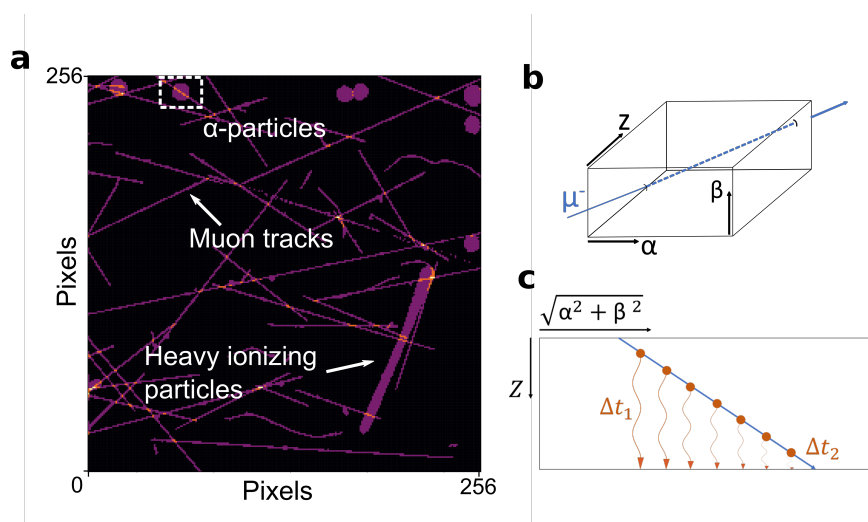 a
256
α-particles
Muon tracks
Heavy ionizing
particles
Pixels
0
Pixels
256
b
Z
μ-
β
α
c
√α² + β²
Z
Δt₁
Δt₂